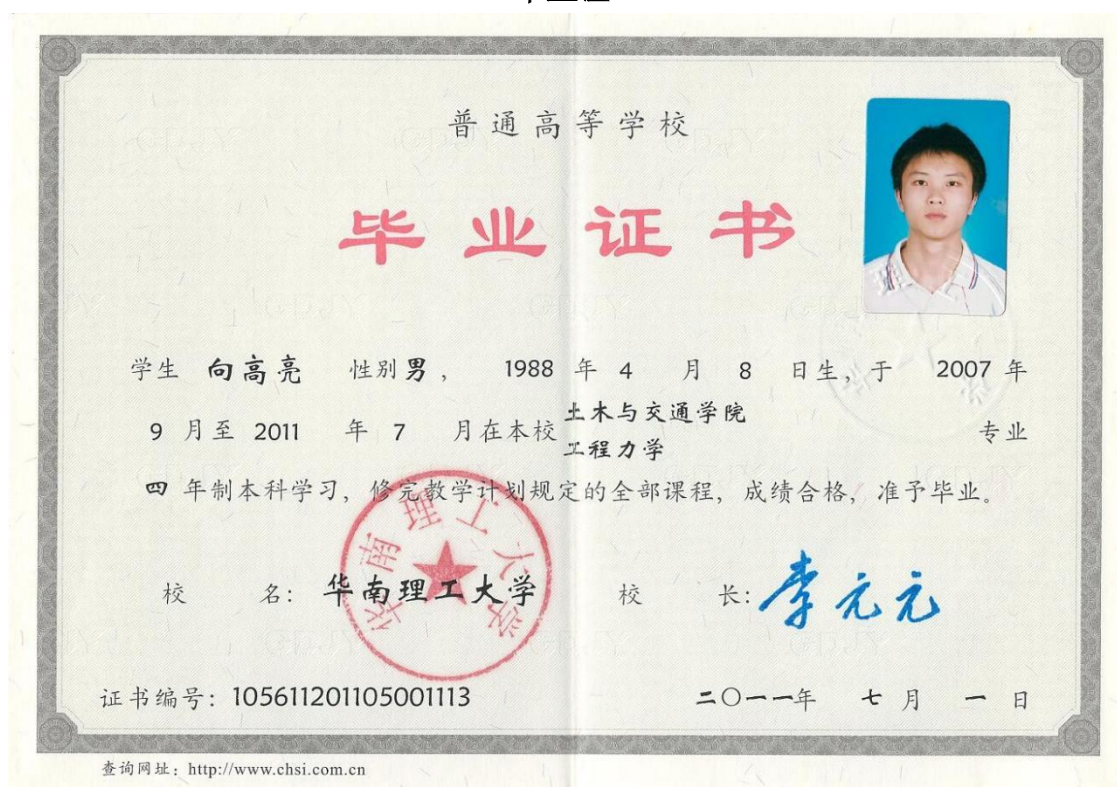 普通高等学校
毕业证书
学生 向高亮 性别男， 1988 年 4 月 8 日生，于 2007 年
9 月至 2011 年 7 月在本校 土木与交通学院
工程力学 专业
四 年制本科学习，修完教学计划规定的全部课程，成绩合格，准予毕业。
华南理工大学
校 名：华南理工大学 校 长：李元元
证书编号：105611201105001113 二〇一一年 七 月 一 日
查询网址：http://www.chsi.com.cn